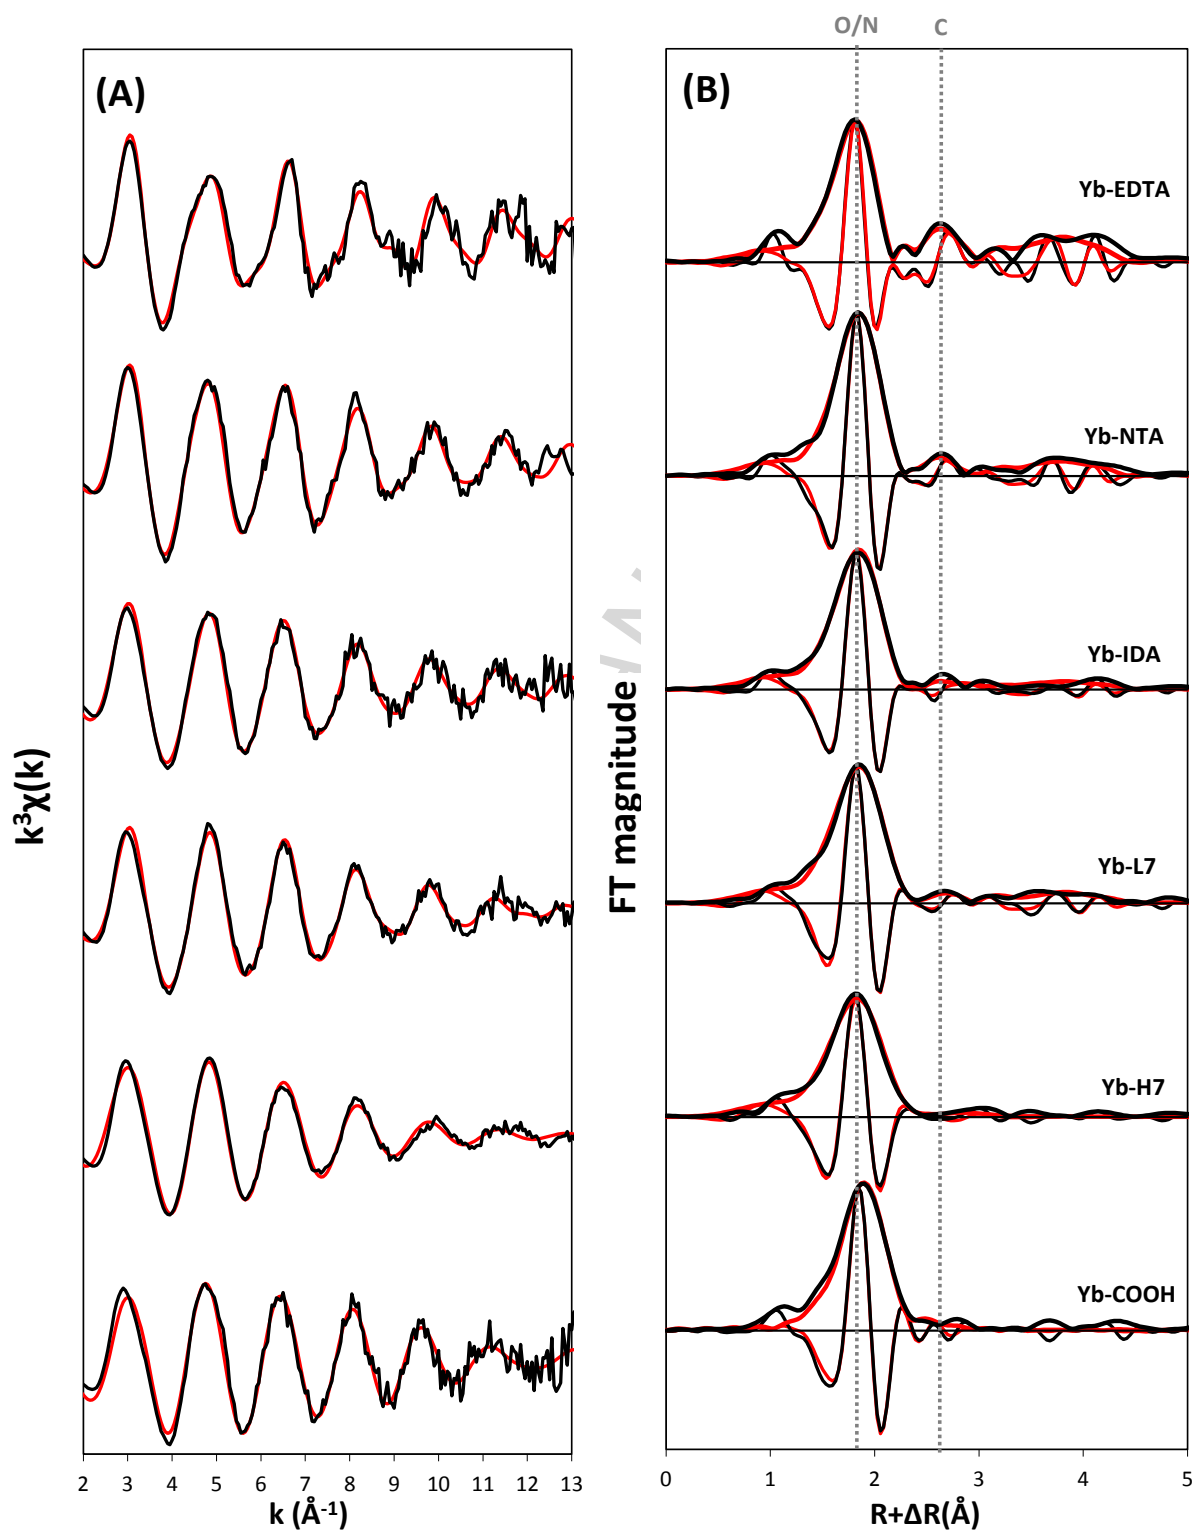 O/N C
(A)
(B)
Yb-EDTA
Yb-NTA
Yb-IDA
Yb-L7
Yb-H7
Yb-COOH
k³χ(k)
FT magnitude
2 3 4 5 6 7 8 9 10 11 12 13
k (Å⁻¹)
0 1 2 3 4 5
R+ΔR(Å)